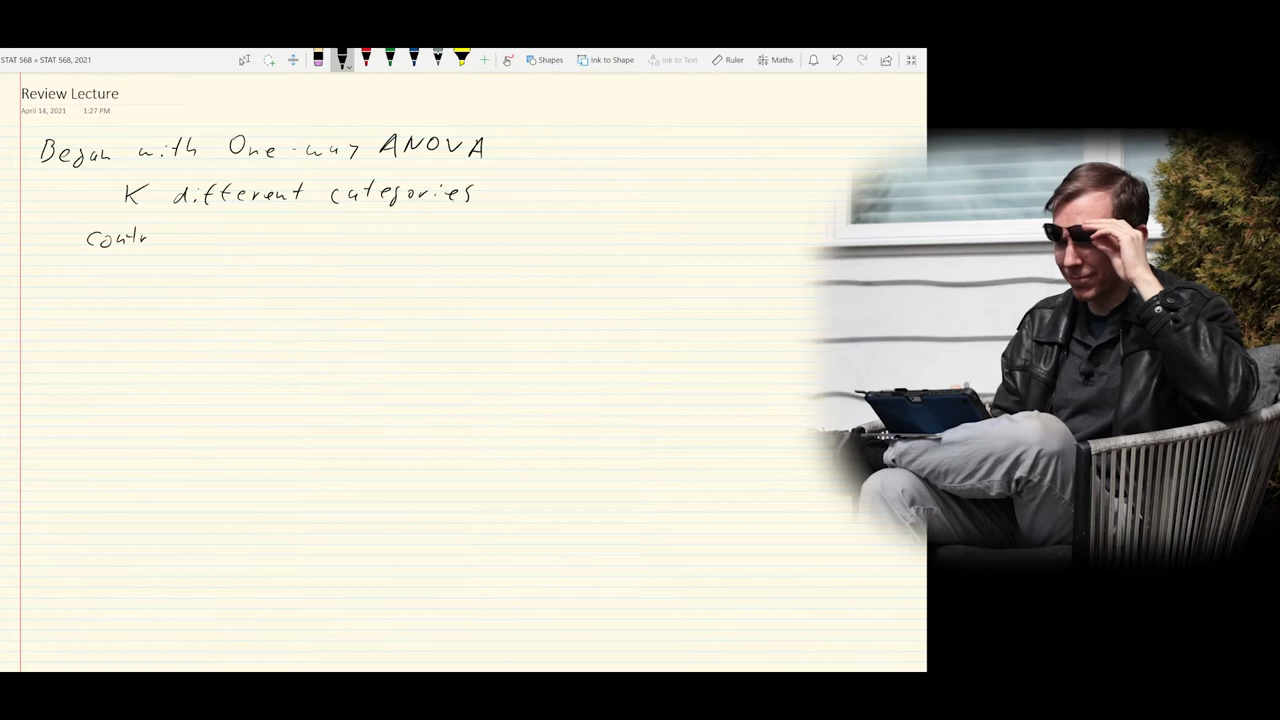 STAT 568 » STAT 568, 2021
Shapes
Ink to Shape
Ink to Text
Ruler
Maths
Review Lecture
April 14, 2021 1:27 PM
Began with One-way ANOVA
K different categories
contr